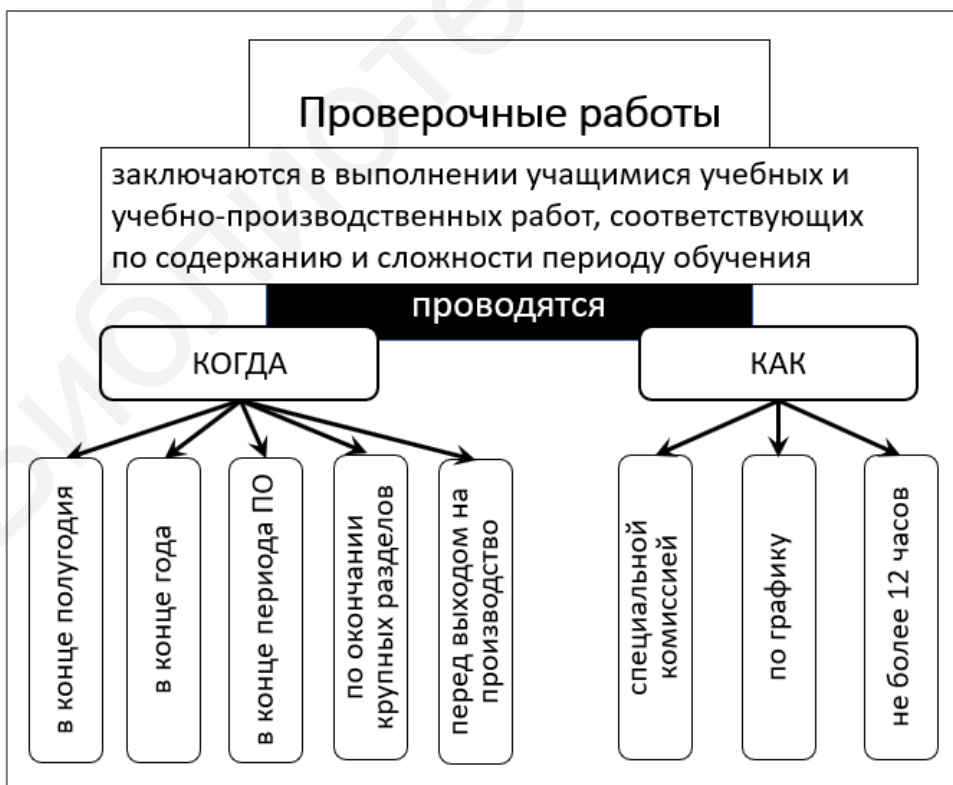 Проверочные работы
заключаются в выполнении учащимися учебных и
учебно-производственных работ, соответствующих
по содержанию и сложности периоду обучения
проводятся
КОГДА
КАК
в конце полугодия
в конце года
в конце периода ПО
по окончании
крупных разделов
перед выходом на
производство
специальной
комиссией
по графику
не более 12 часов